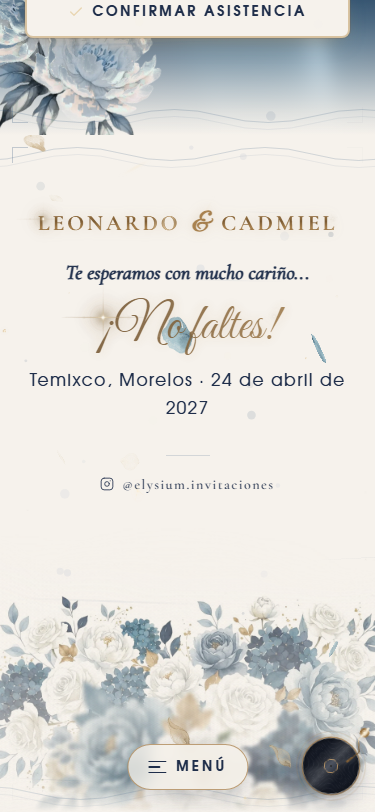 CONFIRMAR ASISTENCIA
LEONARDO & CADMIEL
Te esperamos con mucho cariño...
¡No faltes!
Temixco, Morelos · 24 de abril de
2027
@elysium.invitaciones
MENÚ